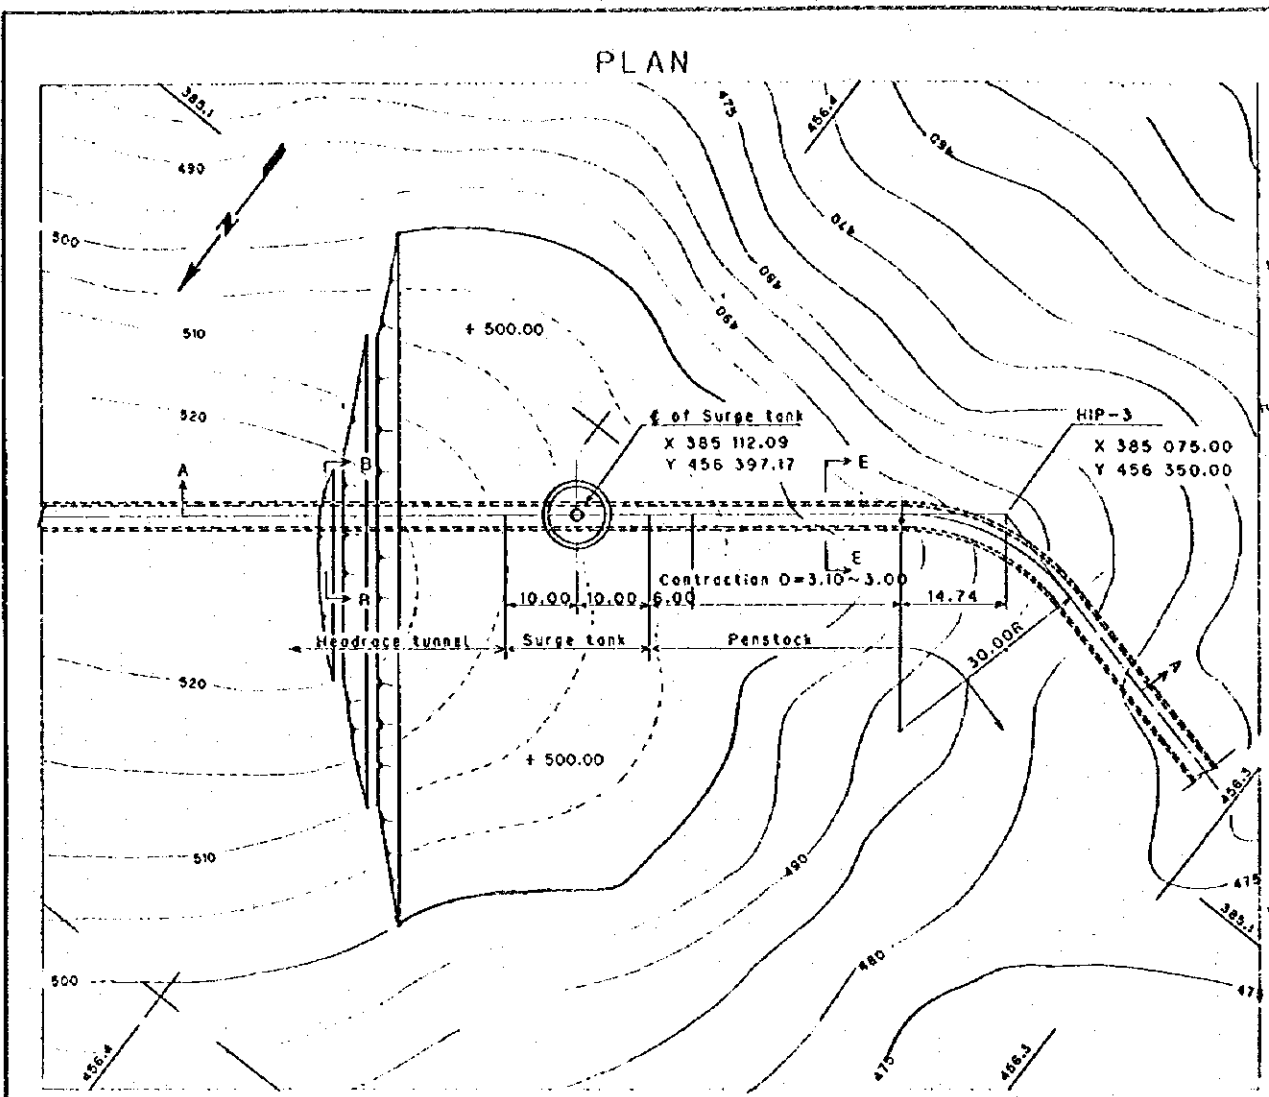 PLAN
385.1
475
456.4
460
490
N
500
470
480
510
490
+ 500.00
520
₵ of Surge tank
X 385 112.09
Y 456 397.17
HIP-3
X 385 075.00
Y 456 350.00
A
B
E
E
Contraction D=3.10~3.00
10.00 10.00 6.00
14.74
B
Headrace tunnel
Surge tank
Penstock
30.00R
A
520
+ 500.00
456.3
510
490
475
385.1
480
500
475
456.4
475
456.3